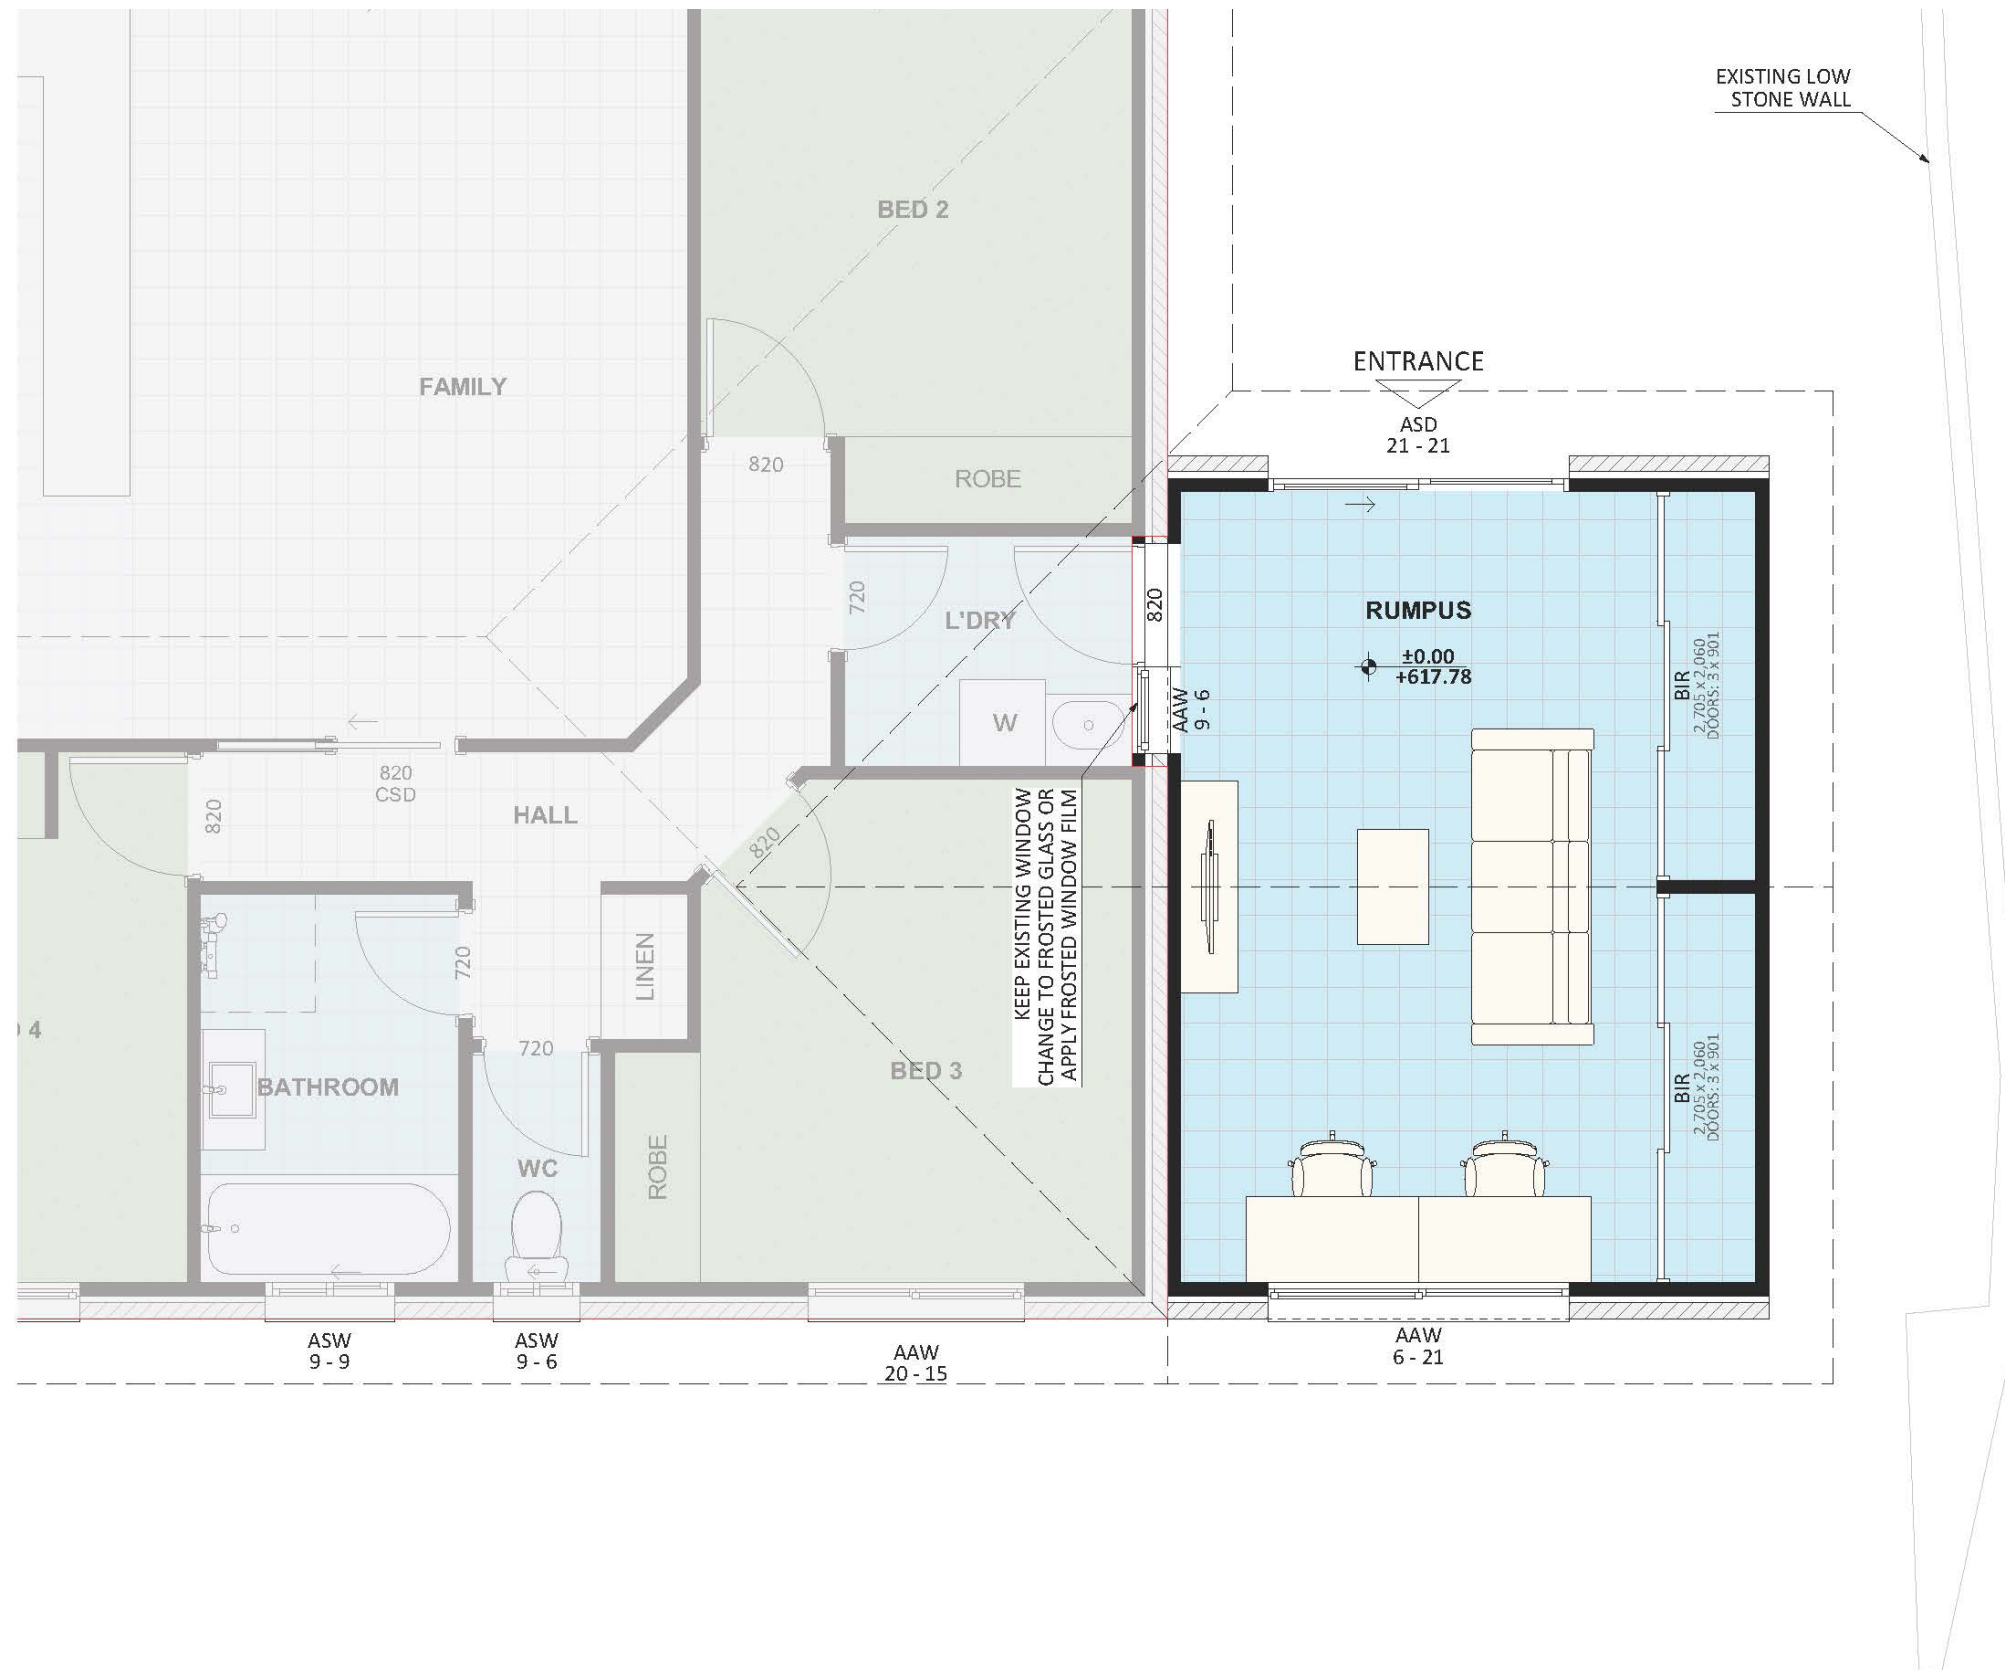 EXISTING LOW
STONE WALL
BED 2
ENTRANCE
FAMILY
ASD
21 - 21
820
ROBE
720
L'DRY
820
RUMPUS
±0.00
+617.78
BIR
2,705 x 2,060
DOORS: 3 x 901
W
AAW
9 - 6
820
CSD
820
HALL
820
KEEP EXISTING WINDOW
CHANGE TO FROSTED GLASS OR
APPLY FROSTED WINDOW FILM
720
LINEN
4
720
BED 3
BATHROOM
BIR
2,705 x 2,060
DOORS: 3 x 901
WC
ROBE
ASW
9 - 9
ASW
9 - 6
AAW
20 - 15
AAW
6 - 21